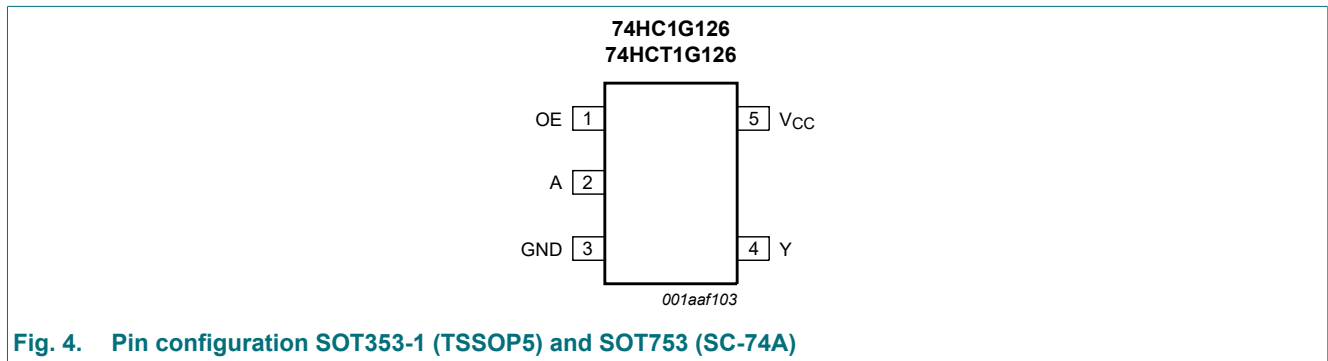 74HC1G126
74HCT1G126
OE 1
5 VCC
A 2
GND 3
4 Y
001aaf103
Fig. 4. Pin configuration SOT353-1 (TSSOP5) and SOT753 (SC-74A)